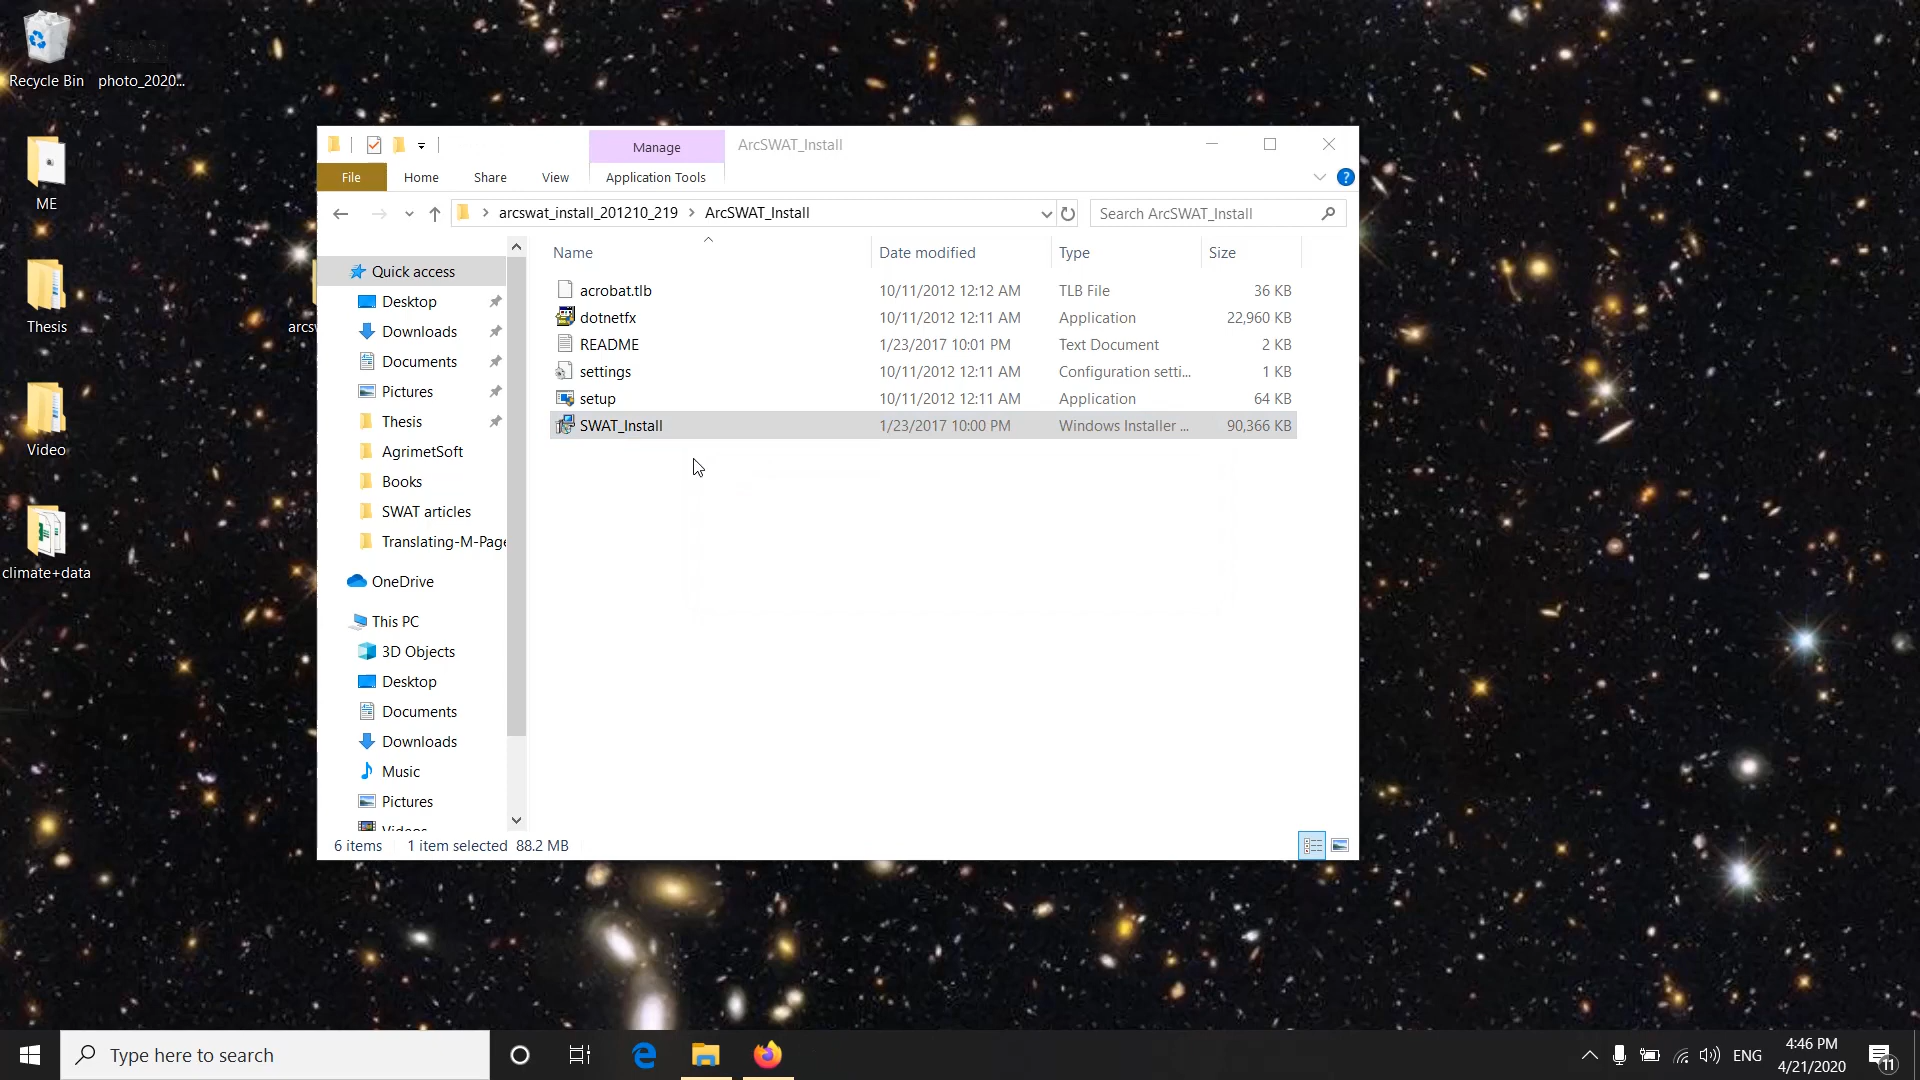 Recycle Bin
photo_2020...
ME
Thesis
Video
climate+data
arcsw
Manage
ArcSWAT_Install
File
Home
Share
View
Application Tools
arcswat_install_201210_219 > ArcSWAT_Install
Search ArcSWAT_Install
Quick access
Desktop
Downloads
Documents
Pictures
Thesis
AgrimetSoft
Books
SWAT articles
Translating-M-Page
OneDrive
This PC
3D Objects
Desktop
Documents
Downloads
Music
Pictures
Videos
Name Date modified Type Size
acrobat.tlb 10/11/2012 12:12 AM TLB File 36 KB
dotnetfx 10/11/2012 12:11 AM Application 22,960 KB
README 1/23/2017 10:01 PM Text Document 2 KB
settings 10/11/2012 12:11 AM Configuration setti... 1 KB
setup 10/11/2012 12:11 AM Application 64 KB
SWAT_Install 1/23/2017 10:00 PM Windows Installer ... 90,366 KB
6 items 1 item selected 88.2 MB
Type here to search
ENG
4:46 PM
4/21/2020
11